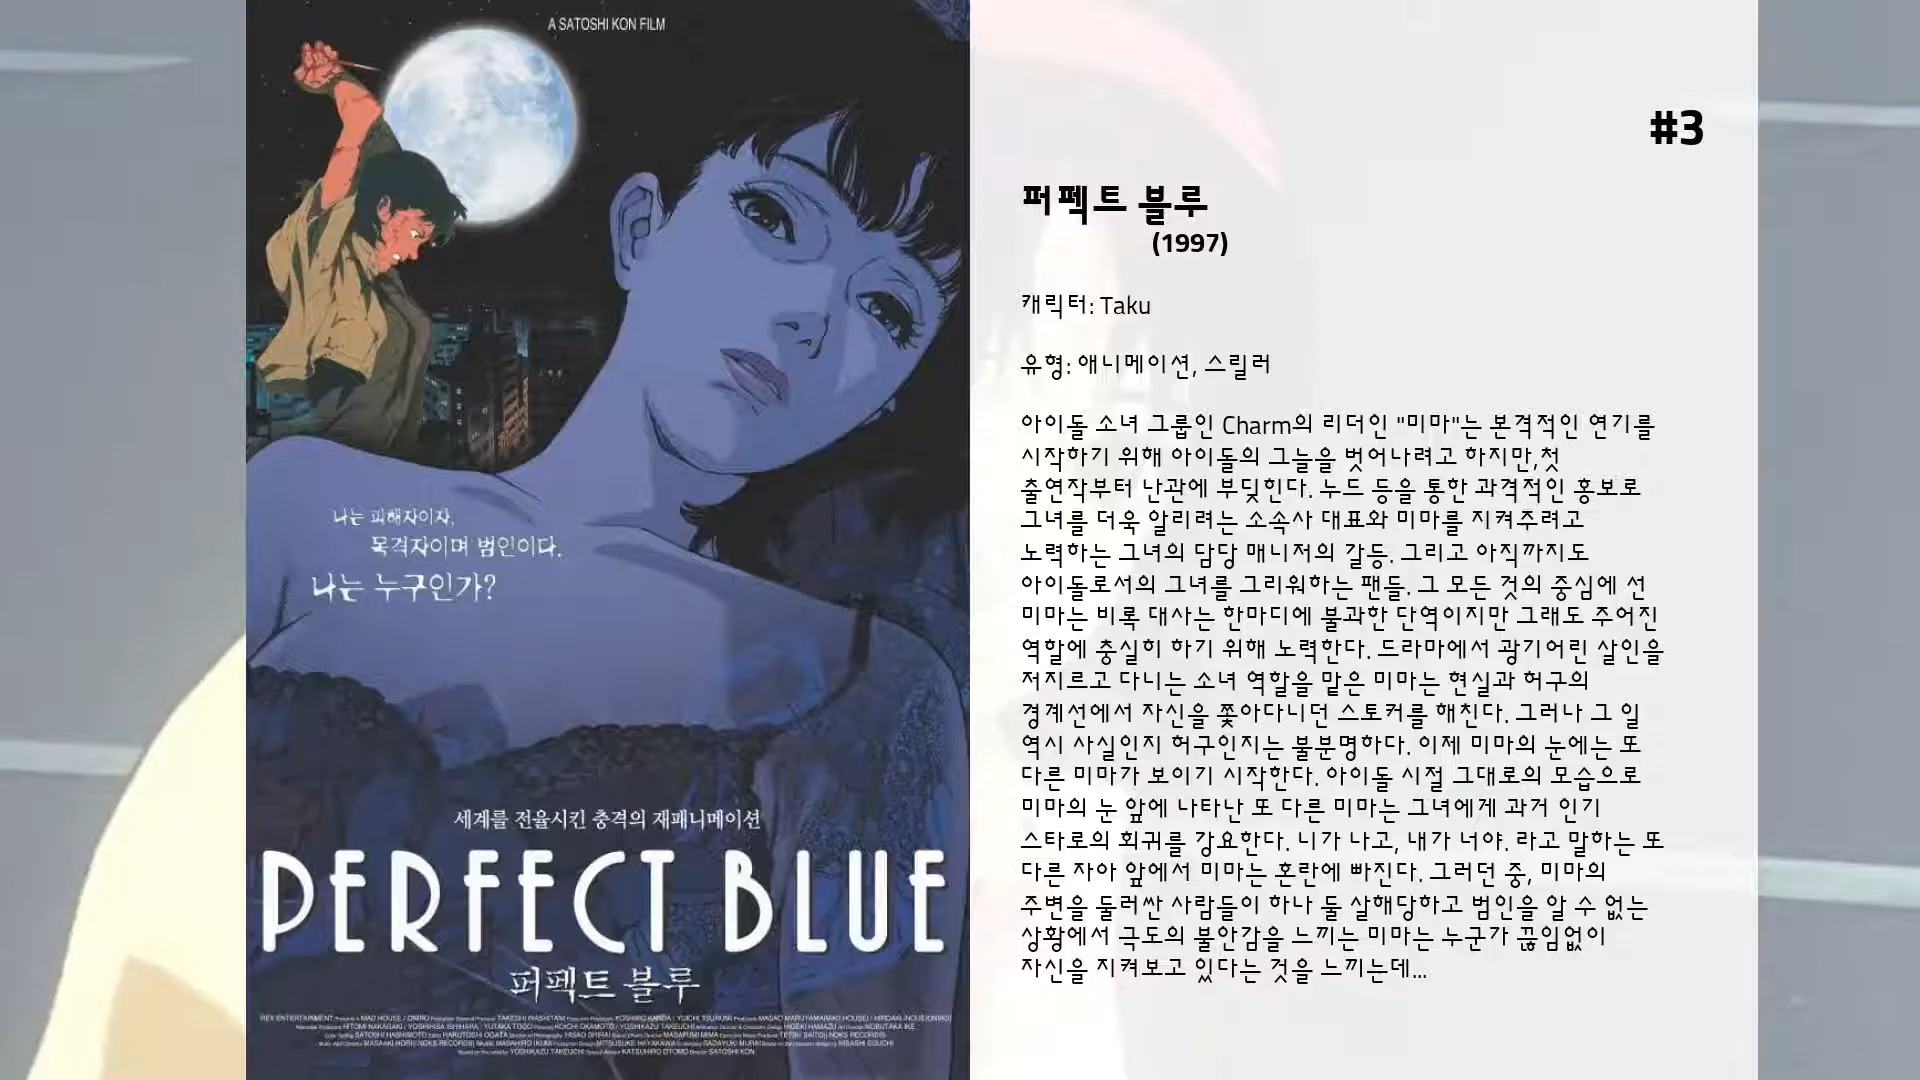 A SATOSHI KON FILM
나는 피해자이자,
목격자이며 범인이다.
나는 누구인가?
세계를 전율시킨 충격의 재패니메이션
PERFECT BLUE
퍼펙트 블루
#3
퍼펙트 블루
(1997)
캐릭터: Taku
유형: 애니메이션, 스릴러
아이돌 소녀 그룹인 Charm의 리더인 "미마"는 본격적인 연기를
시작하기 위해 아이돌의 그늘을 벗어나려고 하지만,첫
출연작부터 난관에 부딪힌다. 누드 등을 통한 과격적인 홍보로
그녀를 더욱 알리려는 소속사 대표와 미마를 지켜주려고
노력하는 그녀의 담당 매니저의 갈등. 그리고 아직까지도
아이돌로서의 그녀를 그리워하는 팬들. 그 모든 것의 중심에 선
미마는 비록 대사는 한마디에 불과한 단역이지만 그래도 주어진
역할에 충실히 하기 위해 노력한다. 드라마에서 광기어린 살인을
저지르고 다니는 소녀 역할을 맡은 미마는 현실과 허구의
경계선에서 자신을 쫓아다니던 스토커를 해친다. 그러나 그 일
역시 사실인지 허구인지는 불분명하다. 이제 미마의 눈에는 또
다른 미마가 보이기 시작한다. 아이돌 시절 그대로의 모습으로
미마의 눈 앞에 나타난 또 다른 미마는 그녀에게 과거 인기
스타로의 회귀를 강요한다. 니가 나고, 내가 너야. 라고 말하는 또
다른 자아 앞에서 미마는 혼란에 빠진다. 그러던 중, 미마의
주변을 둘러싼 사람들이 하나 둘 살해당하고 범인을 알 수 없는
상황에서 극도의 불안감을 느끼는 미마는 누군가 끊임없이
자신을 지켜보고 있다는 것을 느끼는데...